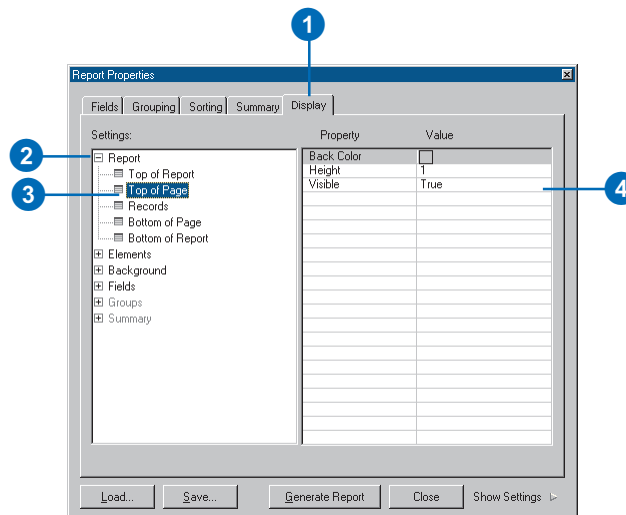 1
Report Properties
Fields Grouping Sorting Summary Display
Settings:
Property Value
2
Report
Top of Report
3
Top of Page
Records
Bottom of Page
Bottom of Report
Elements
Background
Fields
Groups
Summary
Back Color
Height 1
Visible True
4
Load... Save... Generate Report Close Show Settings